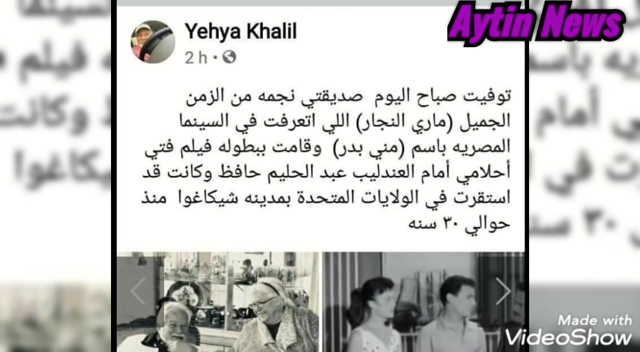 Aytin News
Yehya Khalil
2 h •
توفيت صباح اليوم صديقتي نجمه من الزمن
الجميل (ماري النجار) اللي اتعرفت في السينما
المصريه باسم (مني بدر) وقامت ببطوله فيلم فتي
أحلامي أمام العندليب عبد الحليم حافظ وكانت قد
استقرت في الولايات المتحدة بمدينه شيكاغوا منذ
حوالي ٣٠ سنه
Made with
VideoShow